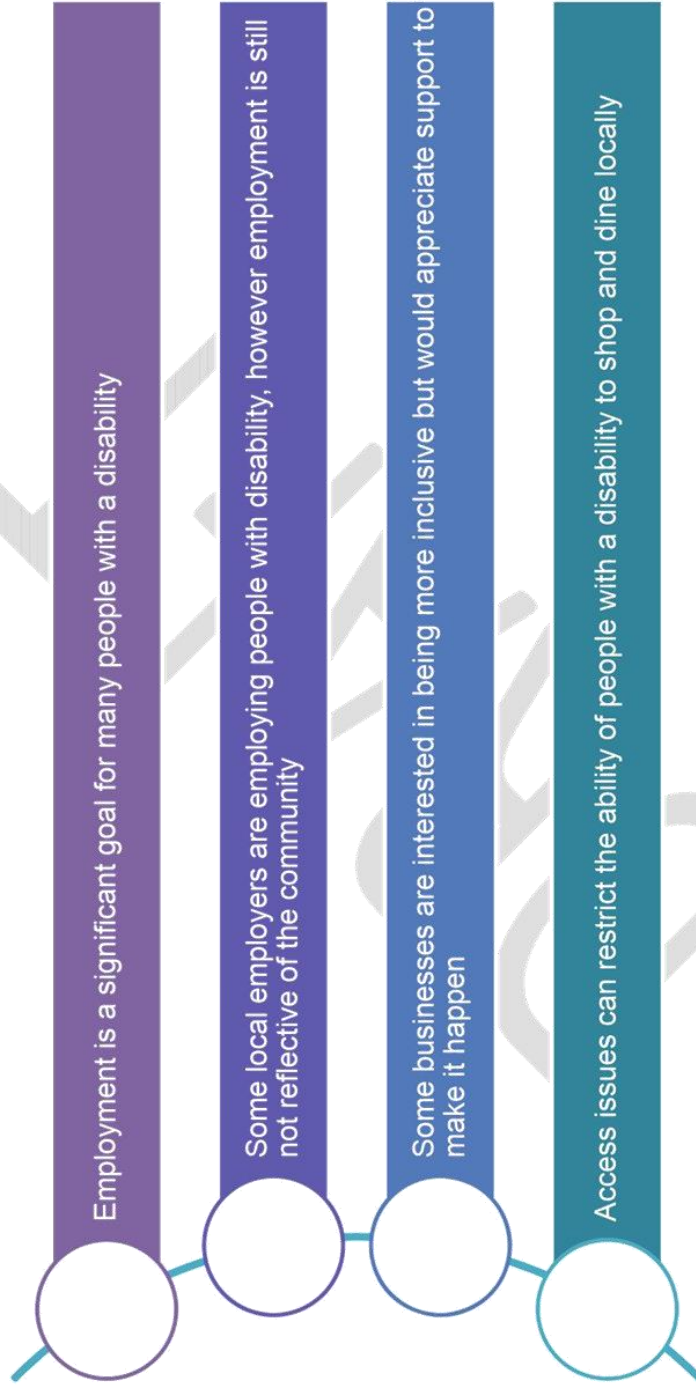 Employment is a significant goal for many people with a disability
Some local employers are employing people with disability, however employment is still
not reflective of the community
Some businesses are interested in being more inclusive but would appreciate support to
make it happen
Access issues can restrict the ability of people with a disability to shop and dine locally